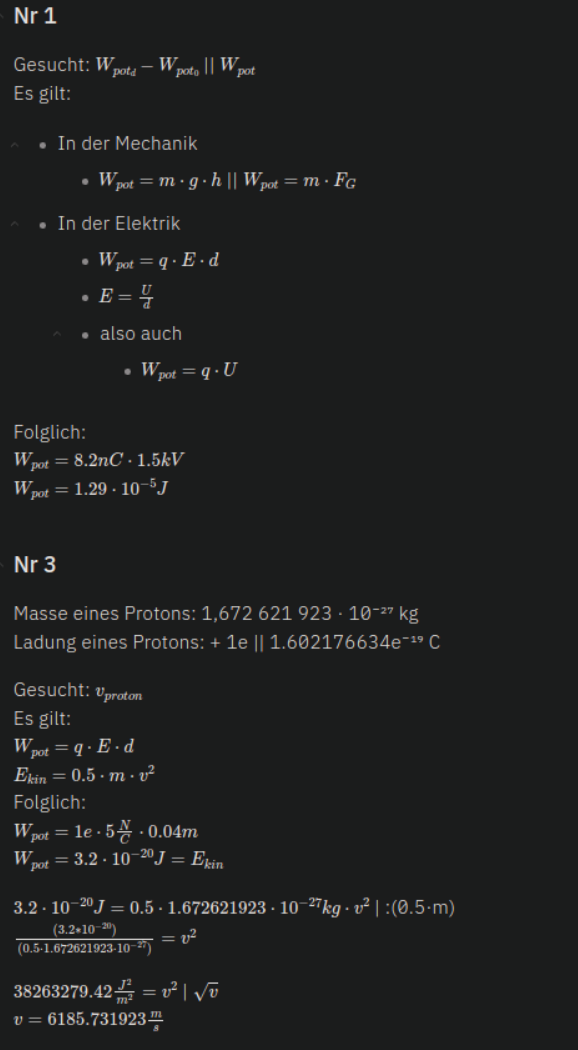 Nr 1
Gesucht: $W_{pot_d} - W_{pot_0} || W_{pot}$
Es gilt:
• In der Mechanik
• $W_{pot} = m \cdot g \cdot h || W_{pot} = m \cdot F_G$
• In der Elektrik
• $W_{pot} = q \cdot E \cdot d$
• $E = \frac{U}{d}$
• also auch
• $W_{pot} = q \cdot U$
Folglich:
$W_{pot} = 8.2nC \cdot 1.5kV$
$W_{pot} = 1.29 \cdot 10^{-5}J$
Nr 3
Masse eines Protons: 1,672 621 923 · 10⁻²⁷ kg
Ladung eines Protons: + 1e || 1.602176634e⁻¹⁹ C
Gesucht: $v_{proton}$
Es gilt:
$W_{pot} = q \cdot E \cdot d$
$E_{kin} = 0.5 \cdot m \cdot v^2$
Folglich:
$W_{pot} = 1e \cdot 5\frac{N}{C} \cdot 0.04m$
$W_{pot} = 3.2 \cdot 10^{-20}J = E_{kin}$
$3.2 \cdot 10^{-20}J = 0.5 \cdot 1.672621923 \cdot 10^{-27}kg \cdot v^2$ | :(0.5·m)
$\frac{(3.2*10^{-20})}{(0.5 \cdot 1.672621923 \cdot 10^{-27})} = v^2$
$38263279.42\frac{J^2}{m^2} = v^2 | \sqrt{v}$
$v = 6185.731923\frac{m}{s}$